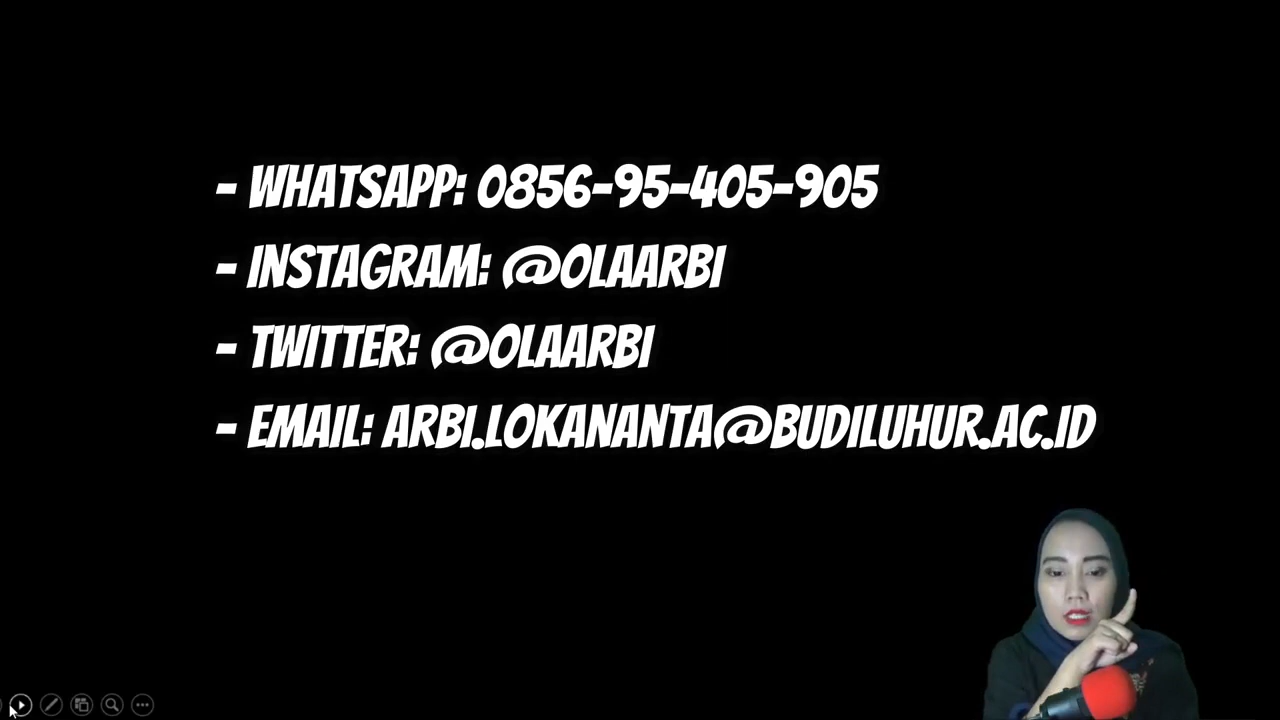 - WHATSAPP: 0856-95-405-905
- INSTAGRAM: @OLAARBI
- TWITTER: @OLAARBI
- EMAIL: ARBI.LOKANANTA@BUDILUHUR.AC.ID